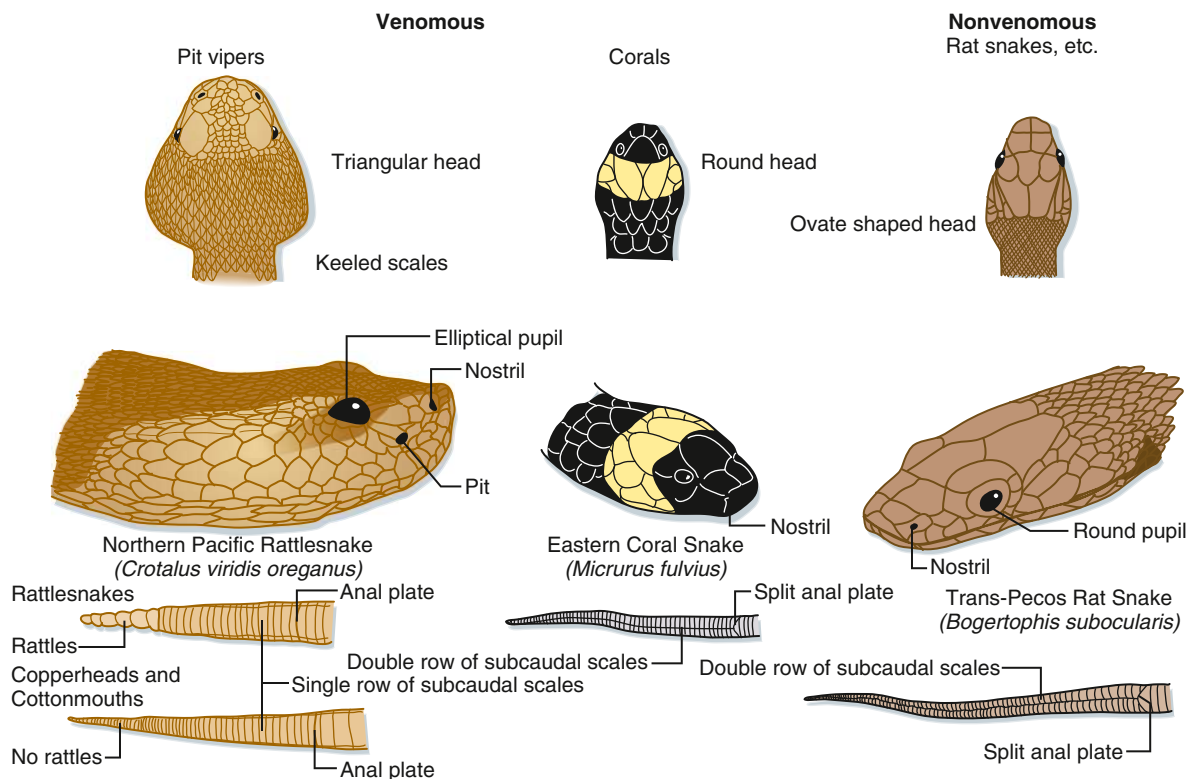 Venomous
Nonvenomous
Pit vipers
Corals
Rat snakes, etc.
Triangular head
Round head
Ovate shaped head
Keeled scales
Elliptical pupil
Nostril
Pit
Nostril
Round pupil
Nostril
Northern Pacific Rattlesnake
(Crotalus viridis oreganus)
Eastern Coral Snake
(Micrurus fulvius)
Trans-Pecos Rat Snake
(Bogertophis subocularis)
Rattlesnakes
Anal plate
Rattles
Copperheads and
Cottonmouths
Single row of subcaudal scales
No rattles
Anal plate
Split anal plate
Double row of subcaudal scales
Double row of subcaudal scales
Split anal plate